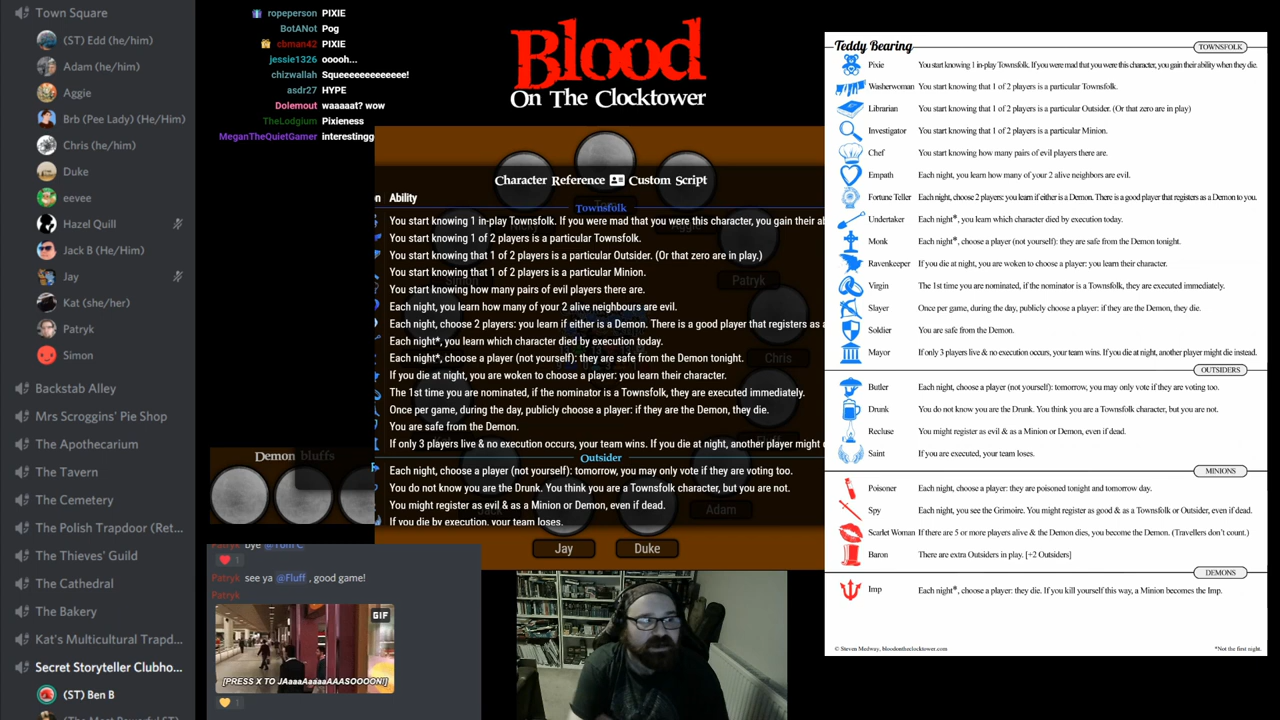 Town Square
(ST) Edd (he/him)
Adam (he/him)
Aggie
Brb (Pee Lady) (He/Him)
Chris (he/him)
Duke
eevee
Hand Quill
Jack (He/Him)
Jay
Kat (she/her)
Patryk
Simon
Backstab Alley
Mrs Scroggins' Pie Shop
The Apothecarium
The Tavern
The Cemetery
The Polish Trapdoor (Ret...
The Thieves' Guild
The Cathedral
The Bakery
Kat's Multicultural Trapd...
Secret Storyteller Clubho...
(ST) Ben B
ropeperson PIXIE
BotANot Pog
cbman42 PIXIE
jessie1326 ooooh...
chizwallah Squeeeeeeeeeeee!
asdr27 HYPE
Dolemout waaaaat? wow
TheLodgium Pixieness
MeganTheQuietGamer interestingg
Demon bluffs
Patryk bye
1
Patryk see ya @Fluff , good game!
Patryk
GIF
[PRESS X TO JAaaaAaaaaAAASOOOON!]
1
Blood
On The Clocktower
Character Reference Custom Script
Ability
Townsfolk
You start knowing 1 in-play Townsfolk. If you were mad that you were this character, you gain their al
You start knowing 1 of 2 players is a particular Townsfolk.
You start knowing that 1 of 2 players is a particular Outsider. (Or that zero are in play.)
You start knowing that 1 of 2 players is a particular Minion.
You start knowing how many pairs of evil players there are.
Each night, you learn how many of your 2 alive neighbours are evil.
Each night, choose 2 players: you learn if either is a Demon. There is a good player that registers as a
Each night*, you learn which character died by execution today.
Each night*, choose a player (not yourself): they are safe from the Demon tonight.
If you die at night, you are woken to choose a player: you learn their character.
The 1st time you are nominated, if the nominator is a Townsfolk, they are executed immediately.
Once per game, during the day, publicly choose a player: if they are the Demon, they die.
You are safe from the Demon.
If only 3 players live & no execution occurs, your team wins. If you die at night, another player might
Outsider
Each night, choose a player (not yourself): tomorrow, you may only vote if they are voting too.
You do not know you are the Drunk. You think you are a Townsfolk character, but you are not.
You might register as evil & as a Minion or Demon, even if dead.
If you die by execution, your team loses.
Nicky
Aggie
Patryk
Chris
Adam
Jack
Jay
Duke
Teddy Bearing
TOWNSFOLK
Pixie You start knowing 1 in-play Townsfolk. If you were mad that you were this character, you gain their ability when they die.
Washerwoman You start knowing that 1 of 2 players is a particular Townsfolk.
Librarian You start knowing that 1 of 2 players is a particular Outsider. (Or that zero are in play)
Investigator You start knowing that 1 of 2 players is a particular Minion.
Chef You start knowing how many pairs of evil players there are.
Empath Each night, you learn how many of your 2 alive neighbors are evil.
Fortune Teller Each night, choose 2 players: you learn if either is a Demon. There is a good player that registers as a Demon to you.
Undertaker Each night*, you learn which character died by execution today.
Monk Each night*, choose a player (not yourself): they are safe from the Demon tonight.
Ravenkeeper If you die at night, you are woken to choose a player: you learn their character.
Virgin The 1st time you are nominated, if the nominator is a Townsfolk, they are executed immediately.
Slayer Once per game, during the day, publicly choose a player: if they are the Demon, they die.
Soldier You are safe from the Demon.
Mayor If only 3 players live & no execution occurs, your team wins. If you die at night, another player might die instead.
OUTSIDERS
Butler Each night, choose a player (not yourself): tomorrow, you may only vote if they are voting too.
Drunk You do not know you are the Drunk. You think you are a Townsfolk character, but you are not.
Recluse You might register as evil & as a Minion or Demon, even if dead.
Saint If you are executed, your team loses.
MINIONS
Poisoner Each night, choose a player: they are poisoned tonight and tomorrow day.
Spy Each night, you see the Grimoire. You might register as good & as a Townsfolk or Outsider, even if dead.
Scarlet Woman If there are 5 or more players alive & the Demon dies, you become the Demon. (Travellers don't count.)
Baron There are extra Outsiders in play. [+2 Outsiders]
DEMONS
Imp Each night*, choose a player: they die. If you kill yourself this way, a Minion becomes the Imp.
© Steven Medway, bloodontheclocktower.com
*Not the first night.